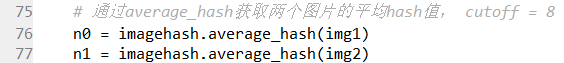 75 # 通过average_hash获取两个图片的平均hash值， cutoff = 8
76 n0 = imagehash.average_hash(img1)
77 n1 = imagehash.average_hash(img2)